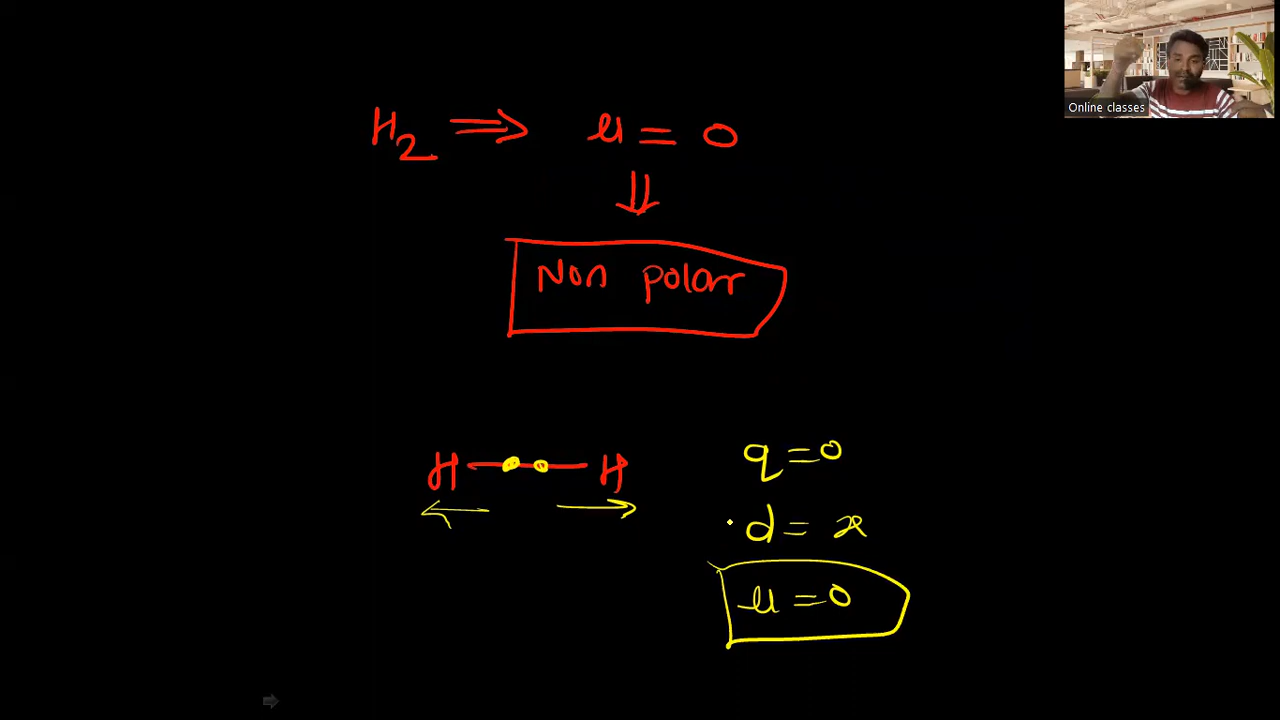 Online classes
H₂ ⇒ μ = 0
⇓
Non polar
H — H
q = 0
d = x
μ = 0